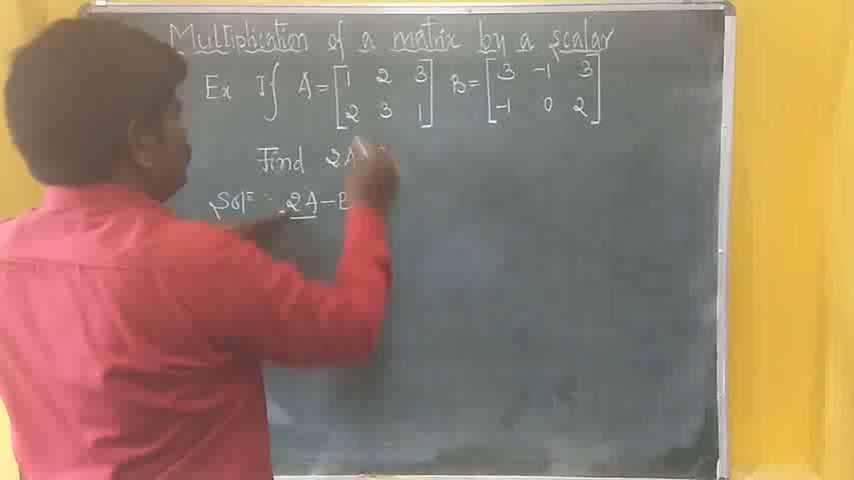 Multiplication of a matrix by a scalar
Ex If A = [1 2 3 B = [3 -1 3
2 3 1] -1 0 2]
Find 2A
Sol: 2A - B